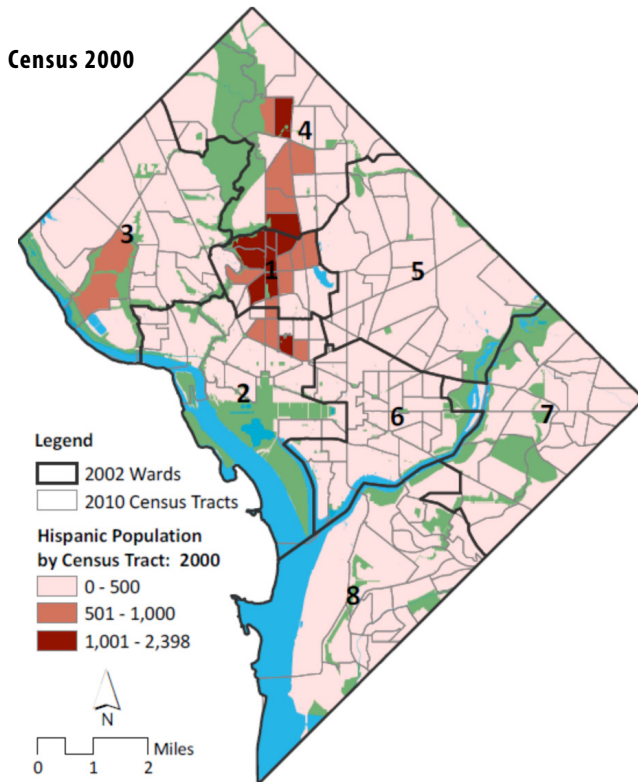 Census 2000
4
3
1
5
2
6
7
8
Legend
2002 Wards
2010 Census Tracts
Hispanic Population
by Census Tract: 2000
0 - 500
501 - 1,000
1,001 - 2,398
N
Miles
0 1 2